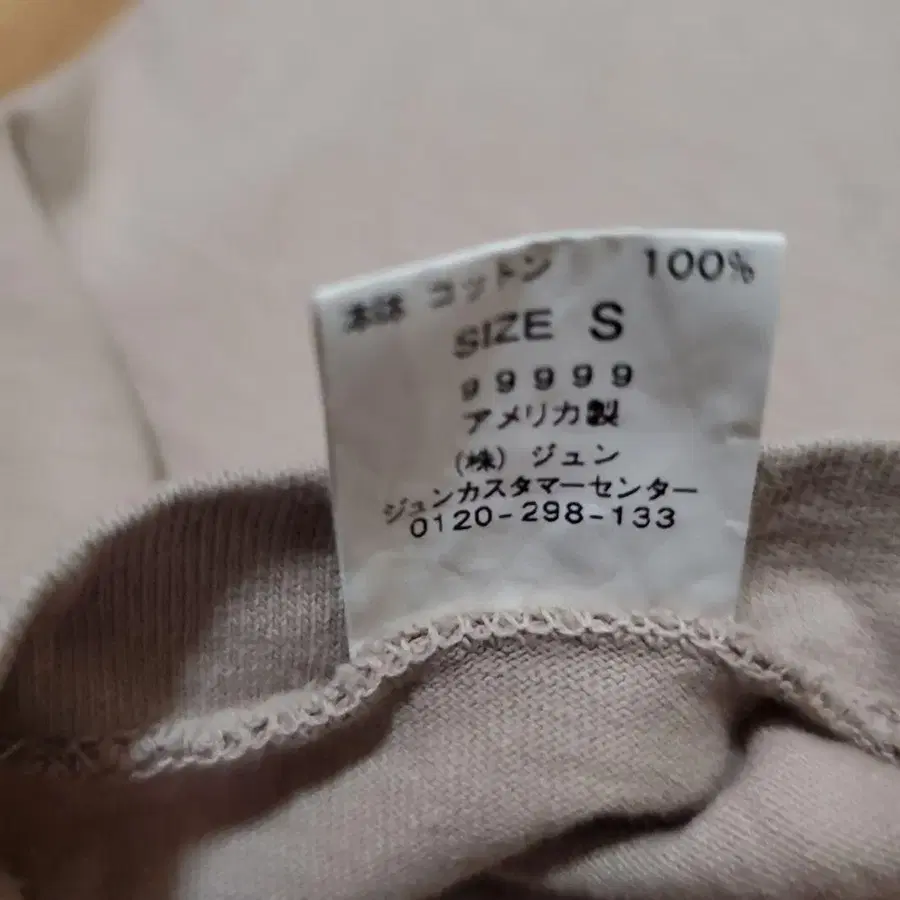 本体 コットン 100%
SIZE S
99999
アメリカ製
(株) ジュン
ジュンカスタマーセンター
0120-298-133